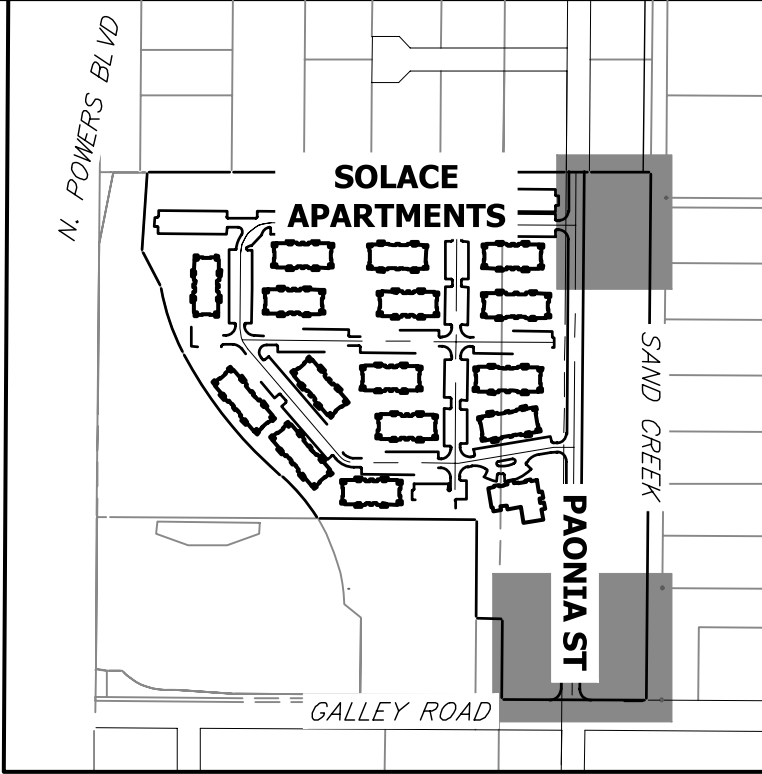 N. POWERS BLVD
SOLACE
APARTMENTS
SAND CREEK
PAONIA ST
GALLEY ROAD